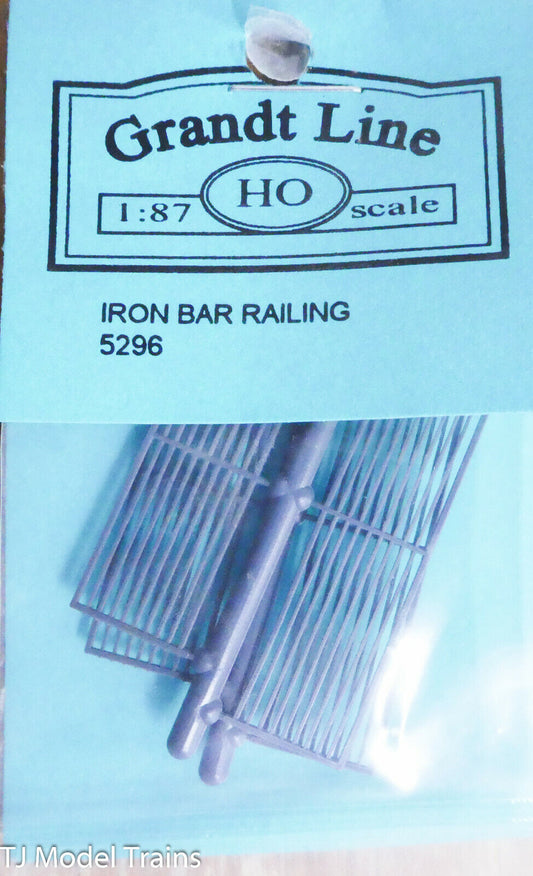 Grandt Line
1:87 HO scale
IRON BAR RAILING
5296
TJ Model Trains